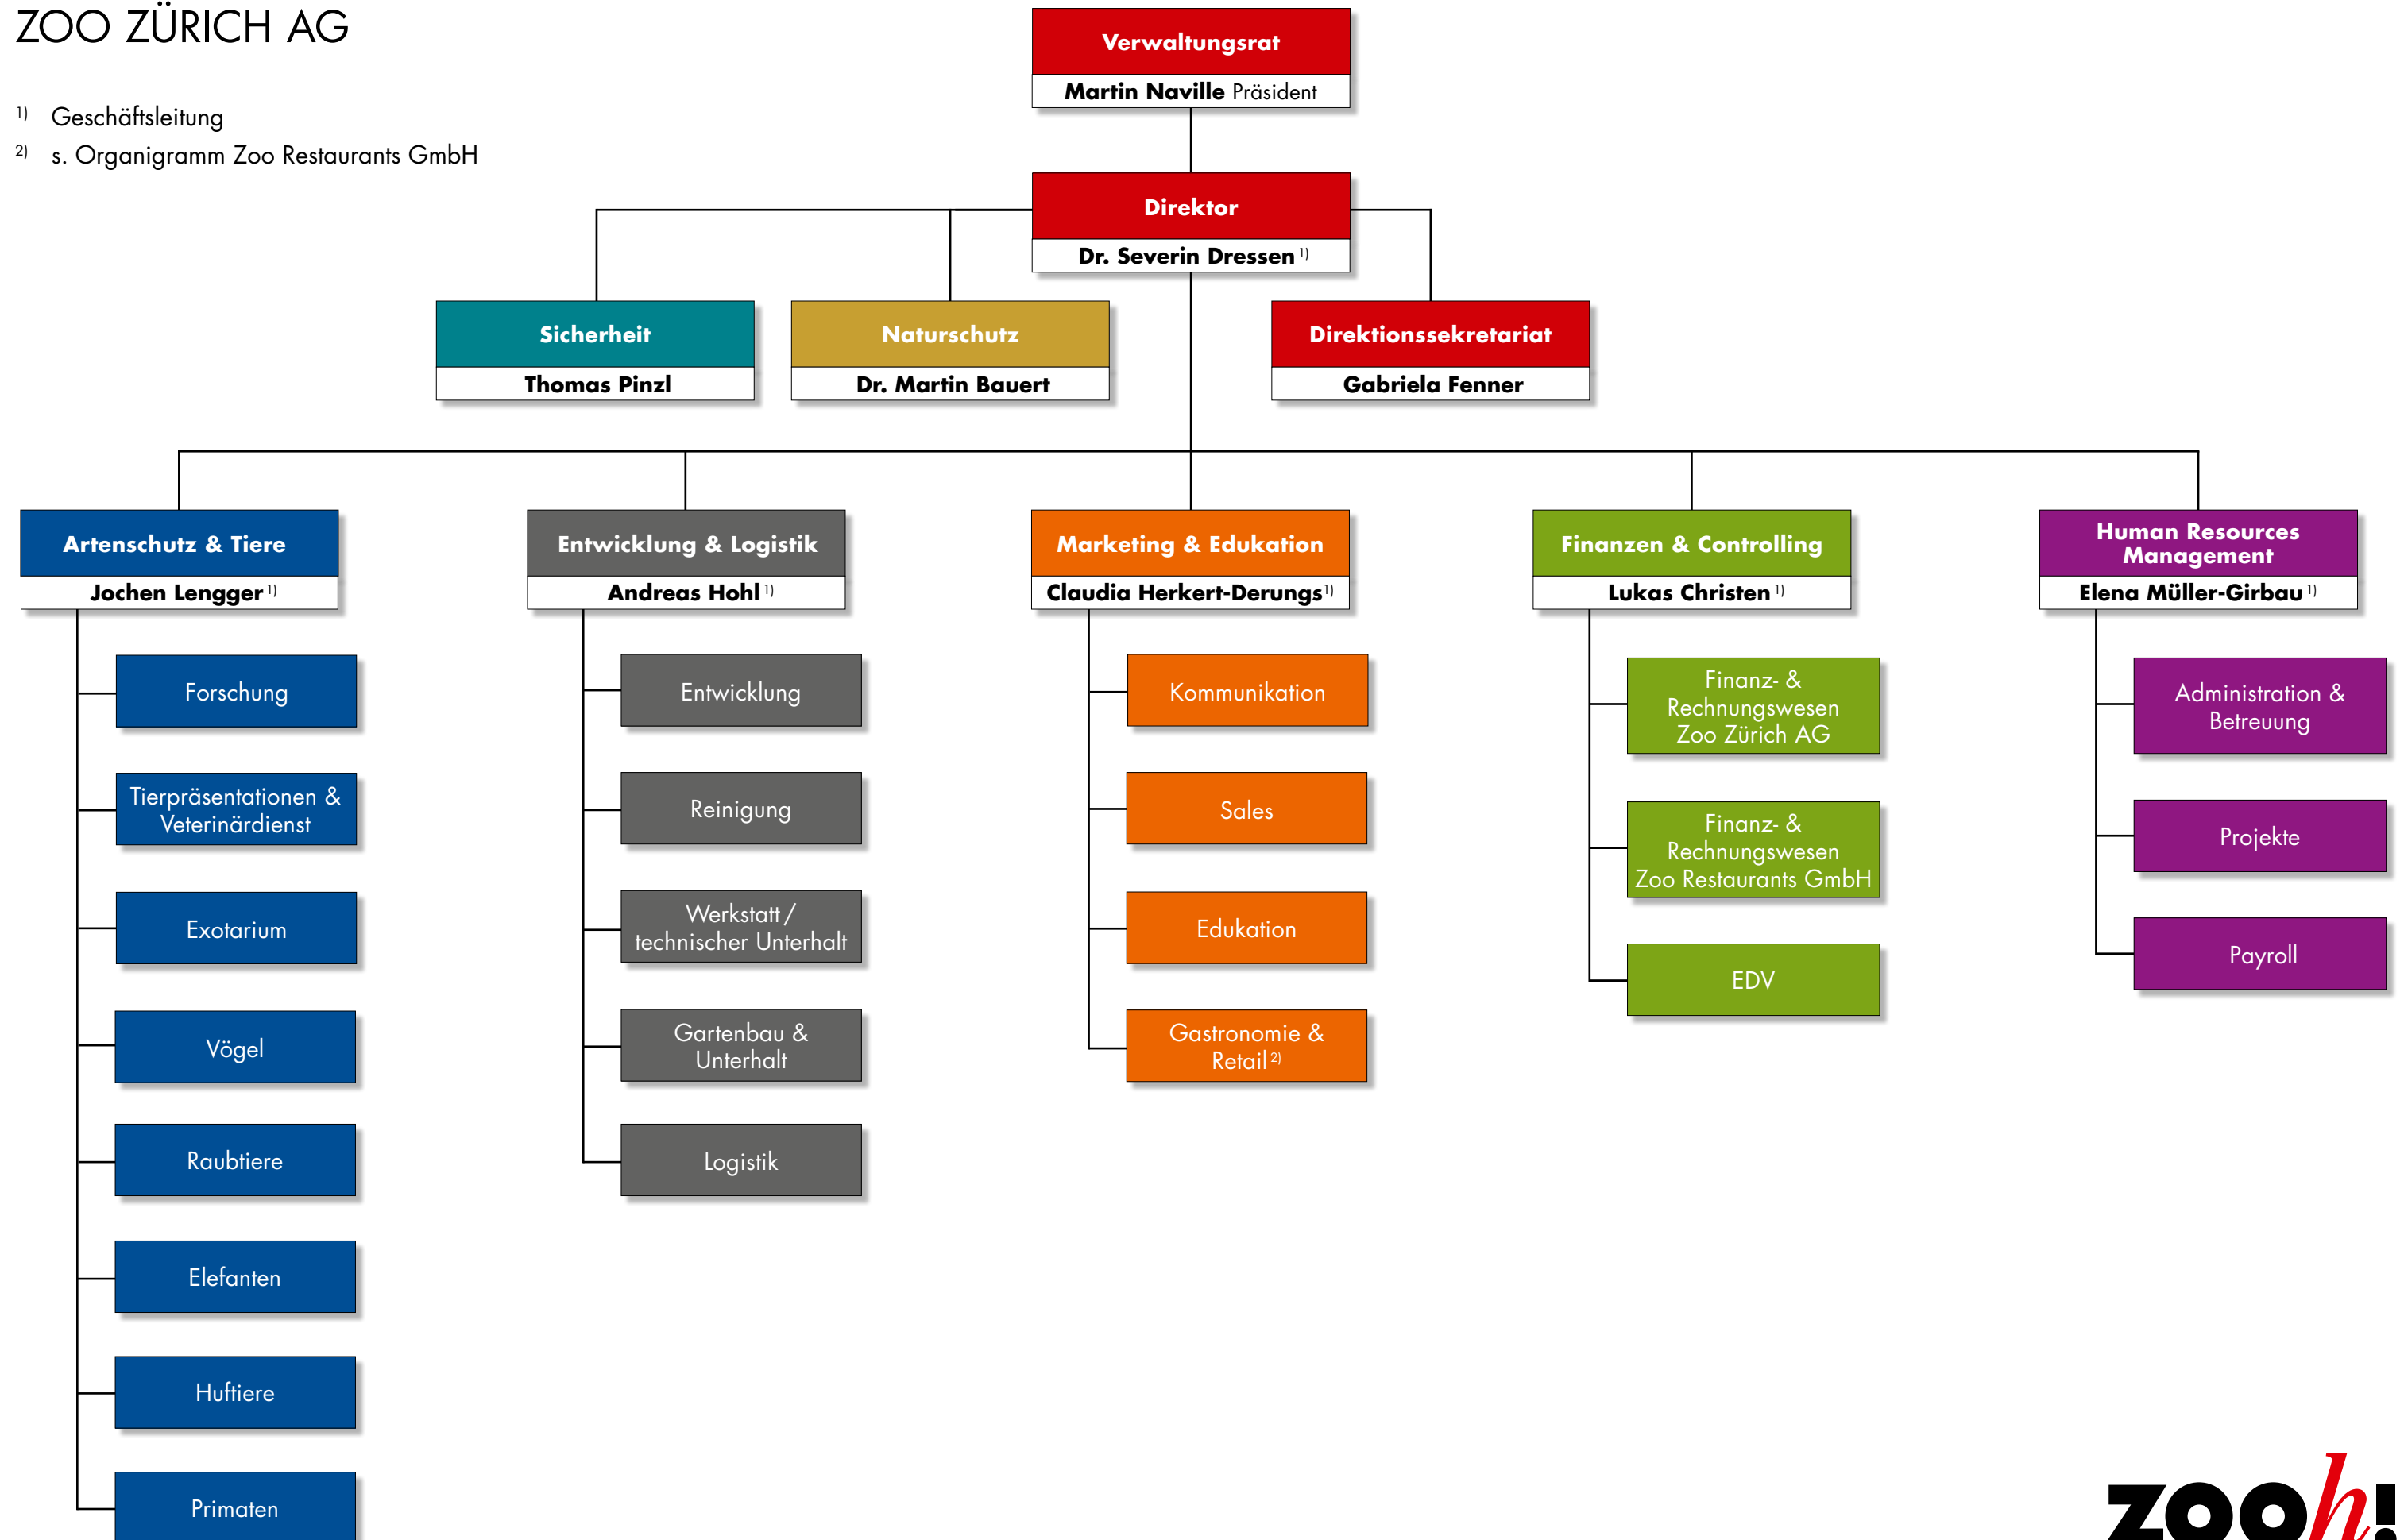 ZOO ZÜRICH AG
1) Geschäftsleitung
2) s. Organigramm Zoo Restaurants GmbH
Verwaltungsrat
Martin Naville Präsident
Direktor
Dr. Severin Dressen 1)
Sicherheit
Thomas Pinzl
Naturschutz
Dr. Martin Bauert
Direktionssekretariat
Gabriela Fenner
Artenschutz & Tiere
Jochen Lengger 1)
Forschung
Tierpräsentationen &
Veterinärdienst
Exotarium
Vögel
Raubtiere
Elefanten
Huftiere
Primaten
Entwicklung & Logistik
Andreas Hohl 1)
Entwicklung
Reinigung
Werkstatt /
technischer Unterhalt
Gartenbau &
Unterhalt
Logistik
Marketing & Edukation
Claudia Herkert-Derungs 1)
Kommunikation
Sales
Edukation
Gastronomie &
Retail 2)
Finanzen & Controlling
Lukas Christen 1)
Finanz- &
Rechnungswesen
Zoo Zürich AG
Finanz- &
Rechnungswesen
Zoo Restaurants GmbH
EDV
Human Resources
Management
Elena Müller-Girbau 1)
Administration &
Betreuung
Projekte
Payroll
zooh!